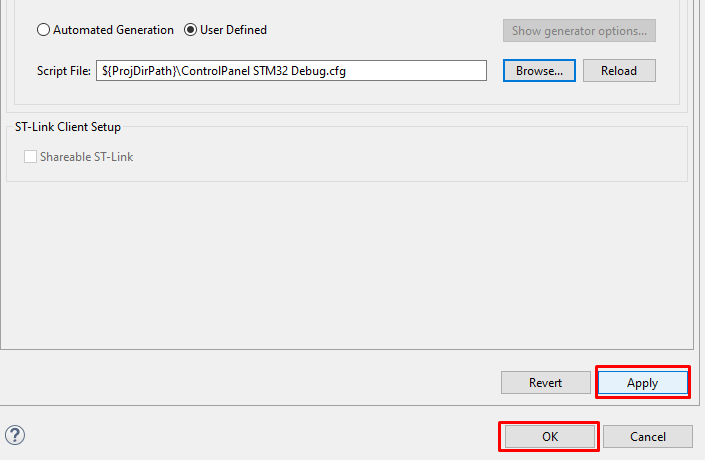 Automated Generation User Defined Show generator options...
Script File: ${ProjDirPath}\ControlPanel STM32 Debug.cfg Browse... Reload
ST-Link Client Setup
Shareable ST-Link
Revert Apply
? OK Cancel